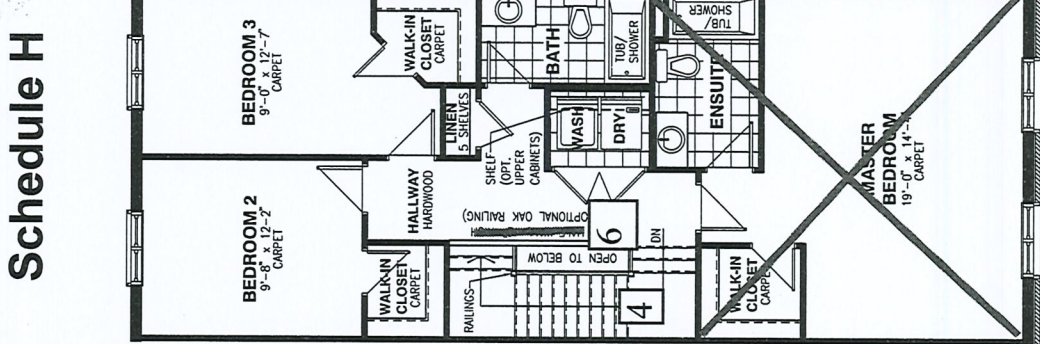 Schedule H
BEDROOM 3
9'-0" x 12'-7"
CARPET
WALK-IN
CLOSET
CARPET
BATH
TUB/
SHOWER
TUB/
SHOWER
ENSUITE
LINEN
5 SHELVES
SHELF
(OPT.
UPPER
CABINETS)
WASH
DRY
MASTER
BEDROOM
CARPET
BEDROOM 2
9'-8" x 12'-2"
CARPET
HALLWAY
HARDWOOD
OPTIONAL OAK RAILING)
6
DN
OPEN TO BELOW
WALK-IN
CLOSET
CARPET
RAILINGS
4
WALK-IN
CLOSET
CARPET